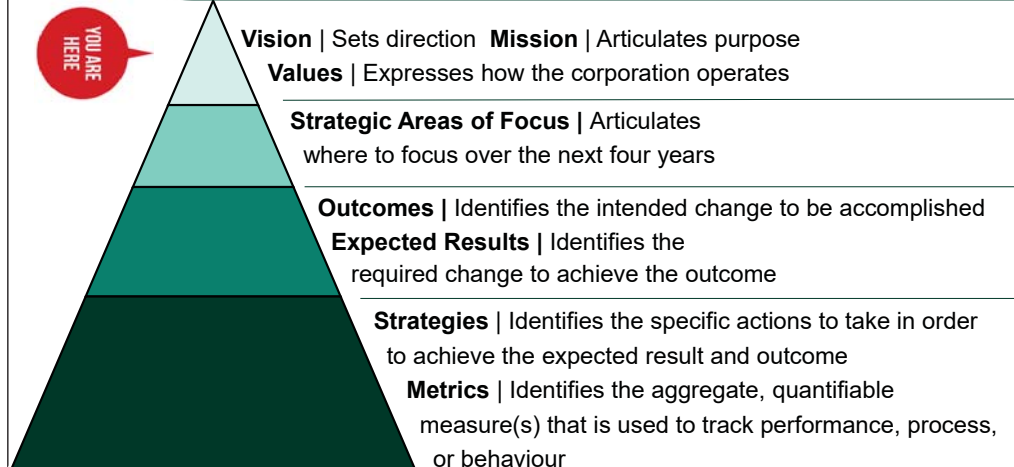 YOU ARE
HERE
Vision | Sets direction Mission | Articulates purpose
Values | Expresses how the corporation operates
Strategic Areas of Focus | Articulates
where to focus over the next four years
Outcomes | Identifies the intended change to be accomplished
Expected Results | Identifies the
required change to achieve the outcome
Strategies | Identifies the specific actions to take in order
to achieve the expected result and outcome
Metrics | Identifies the aggregate, quantifiable
measure(s) that is used to track performance, process,
or behaviour